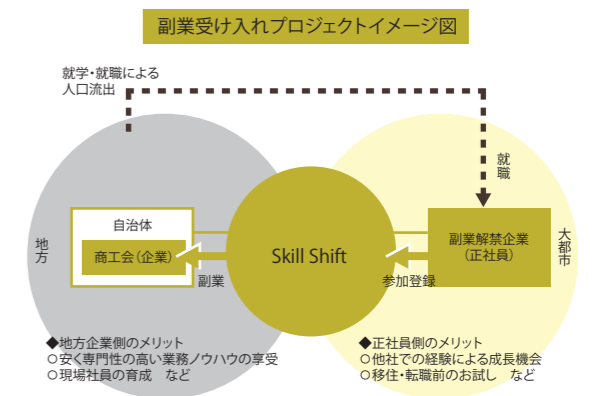 副業受け入れプロジェクトイメージ図
就学・就職による
人口流出
就職
地方
自治体
商工会（企業）
副業
Skill Shift
参加登録
副業解禁企業
（正社員）
大都市
◆地方企業側のメリット
○安く専門性の高い業務ノウハウの享受
○現場社員の育成　など
◆正社員側のメリット
○他社での経験による成長機会
○移住・転職前のお試し　など